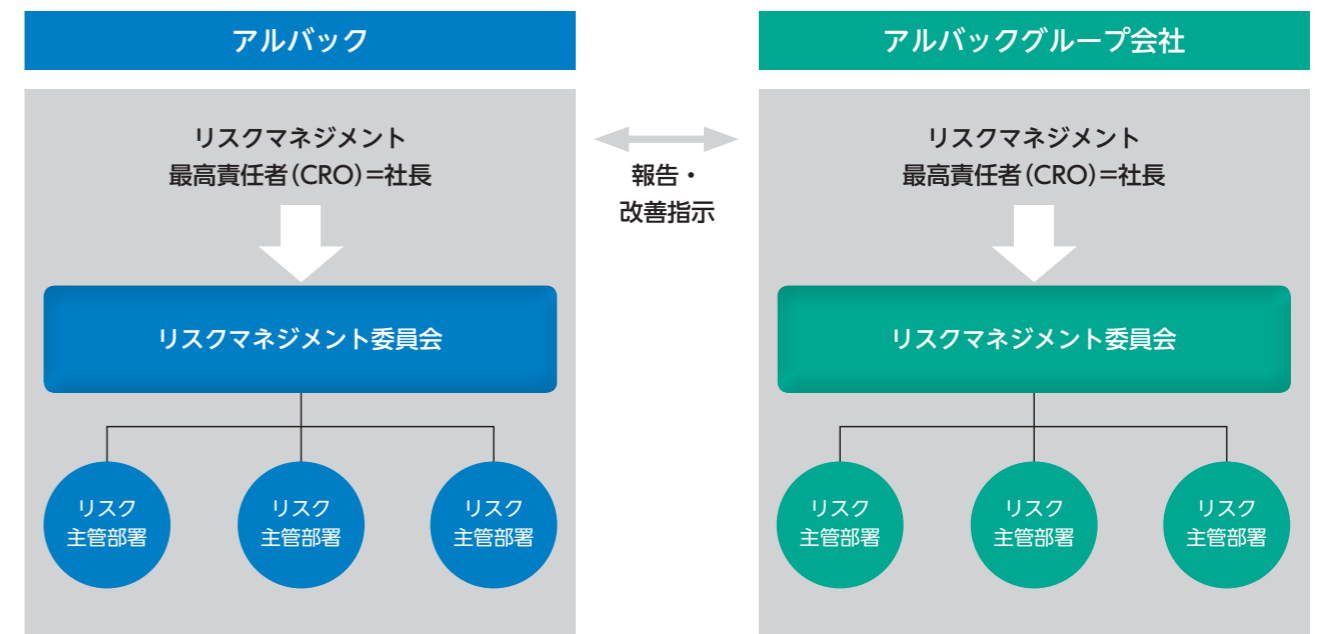 アルバック
リスクマネジメント
最高責任者(CRO)=社長
リスクマネジメント委員会
リスク
主管部署
リスク
主管部署
リスク
主管部署
報告・
改善指示
アルバックグループ会社
リスクマネジメント
最高責任者(CRO)=社長
リスクマネジメント委員会
リスク
主管部署
リスク
主管部署
リスク
主管部署